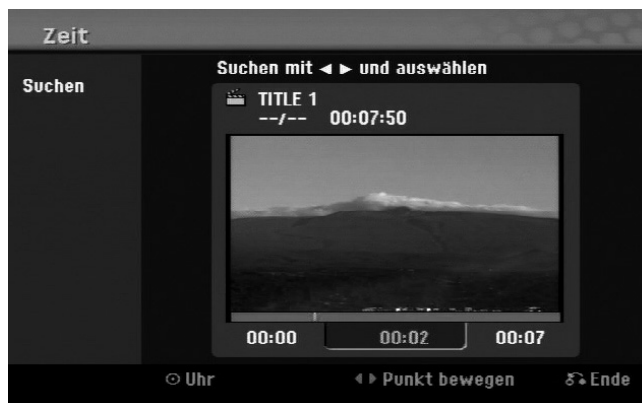 Zeit
Suchen
Suchen mit ◄ ► und auswählen
TITLE 1
--/-- 00:07:50
00:00 00:02 00:07
⊙ Uhr ◄► Punkt bewegen Ende